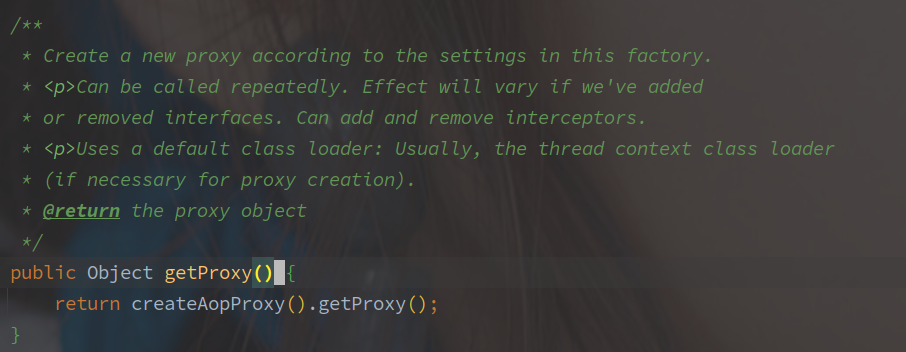 /**
 * Create a new proxy according to the settings in this factory.
 * <p>Can be called repeatedly. Effect will vary if we've added
 * or removed interfaces. Can add and remove interceptors.
 * <p>Uses a default class loader: Usually, the thread context class loader
 * (if necessary for proxy creation).
 * @return the proxy object
 */
public Object getProxy() {
    return createAopProxy().getProxy();
}